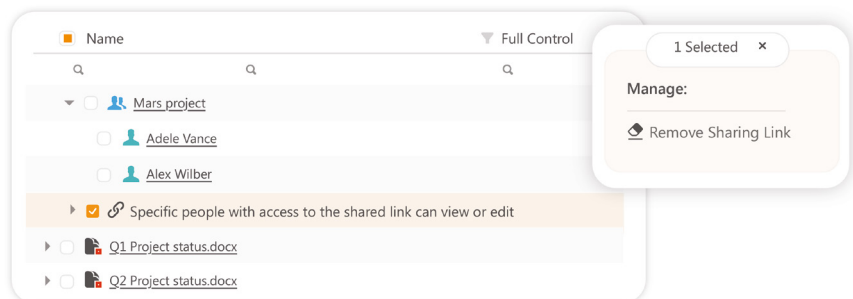 Name
Full Control
1 Selected ×
Manage:
Mars project
Remove Sharing Link
Adele Vance
Alex Wilber
Specific people with access to the shared link can view or edit
Q1 Project status.docx
Q2 Project status.docx